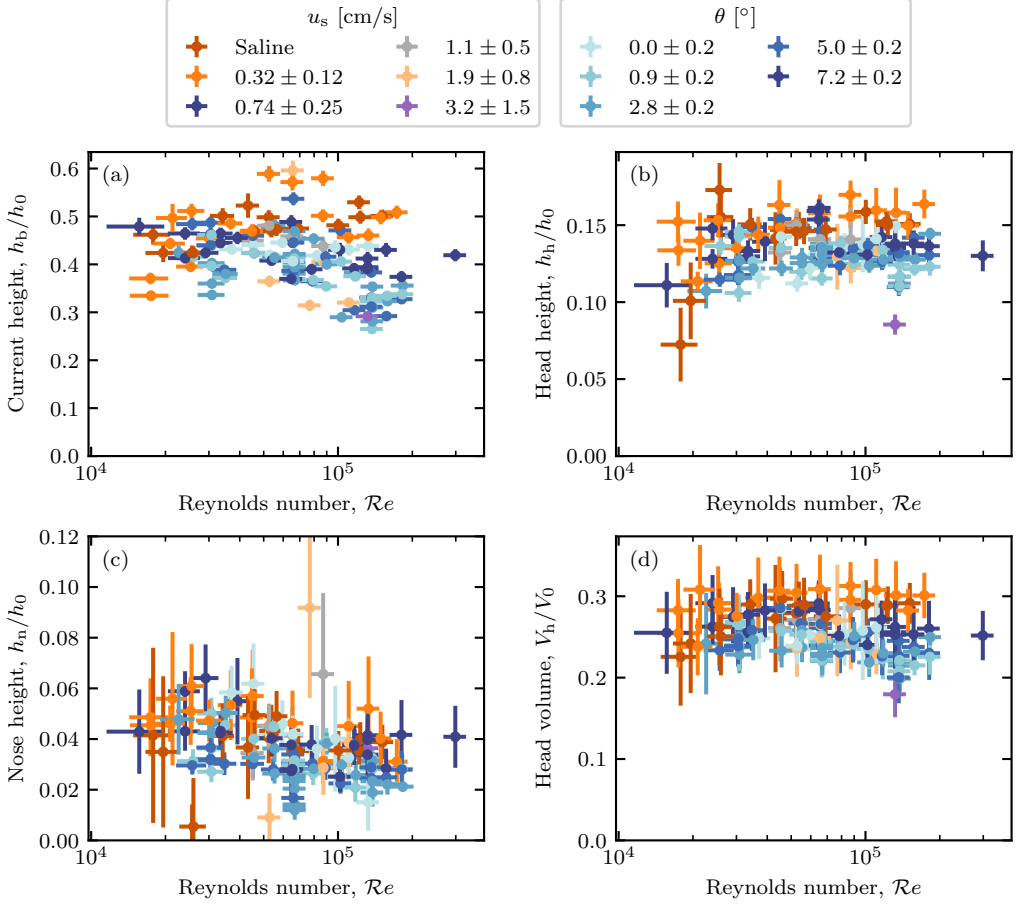 u_s [cm/s]
Saline
0.32 ± 0.12
0.74 ± 0.25
1.1 ± 0.5
1.9 ± 0.8
3.2 ± 1.5
θ [°]
0.0 ± 0.2
0.9 ± 0.2
2.8 ± 0.2
5.0 ± 0.2
7.2 ± 0.2
(a)
Current height, h_b/h_0
0.6
0.5
0.4
0.3
0.2
0.1
0.0
10^4
10^5
Reynolds number, Re
(b)
Head height, h_h/h_0
0.15
0.10
0.05
0.00
10^4
10^5
Reynolds number, Re
(c)
Nose height, h_n/h_0
0.12
0.10
0.08
0.06
0.04
0.02
0.00
10^4
10^5
Reynolds number, Re
(d)
Head volume, V_h/V_0
0.3
0.2
0.1
0.0
10^4
10^5
Reynolds number, Re